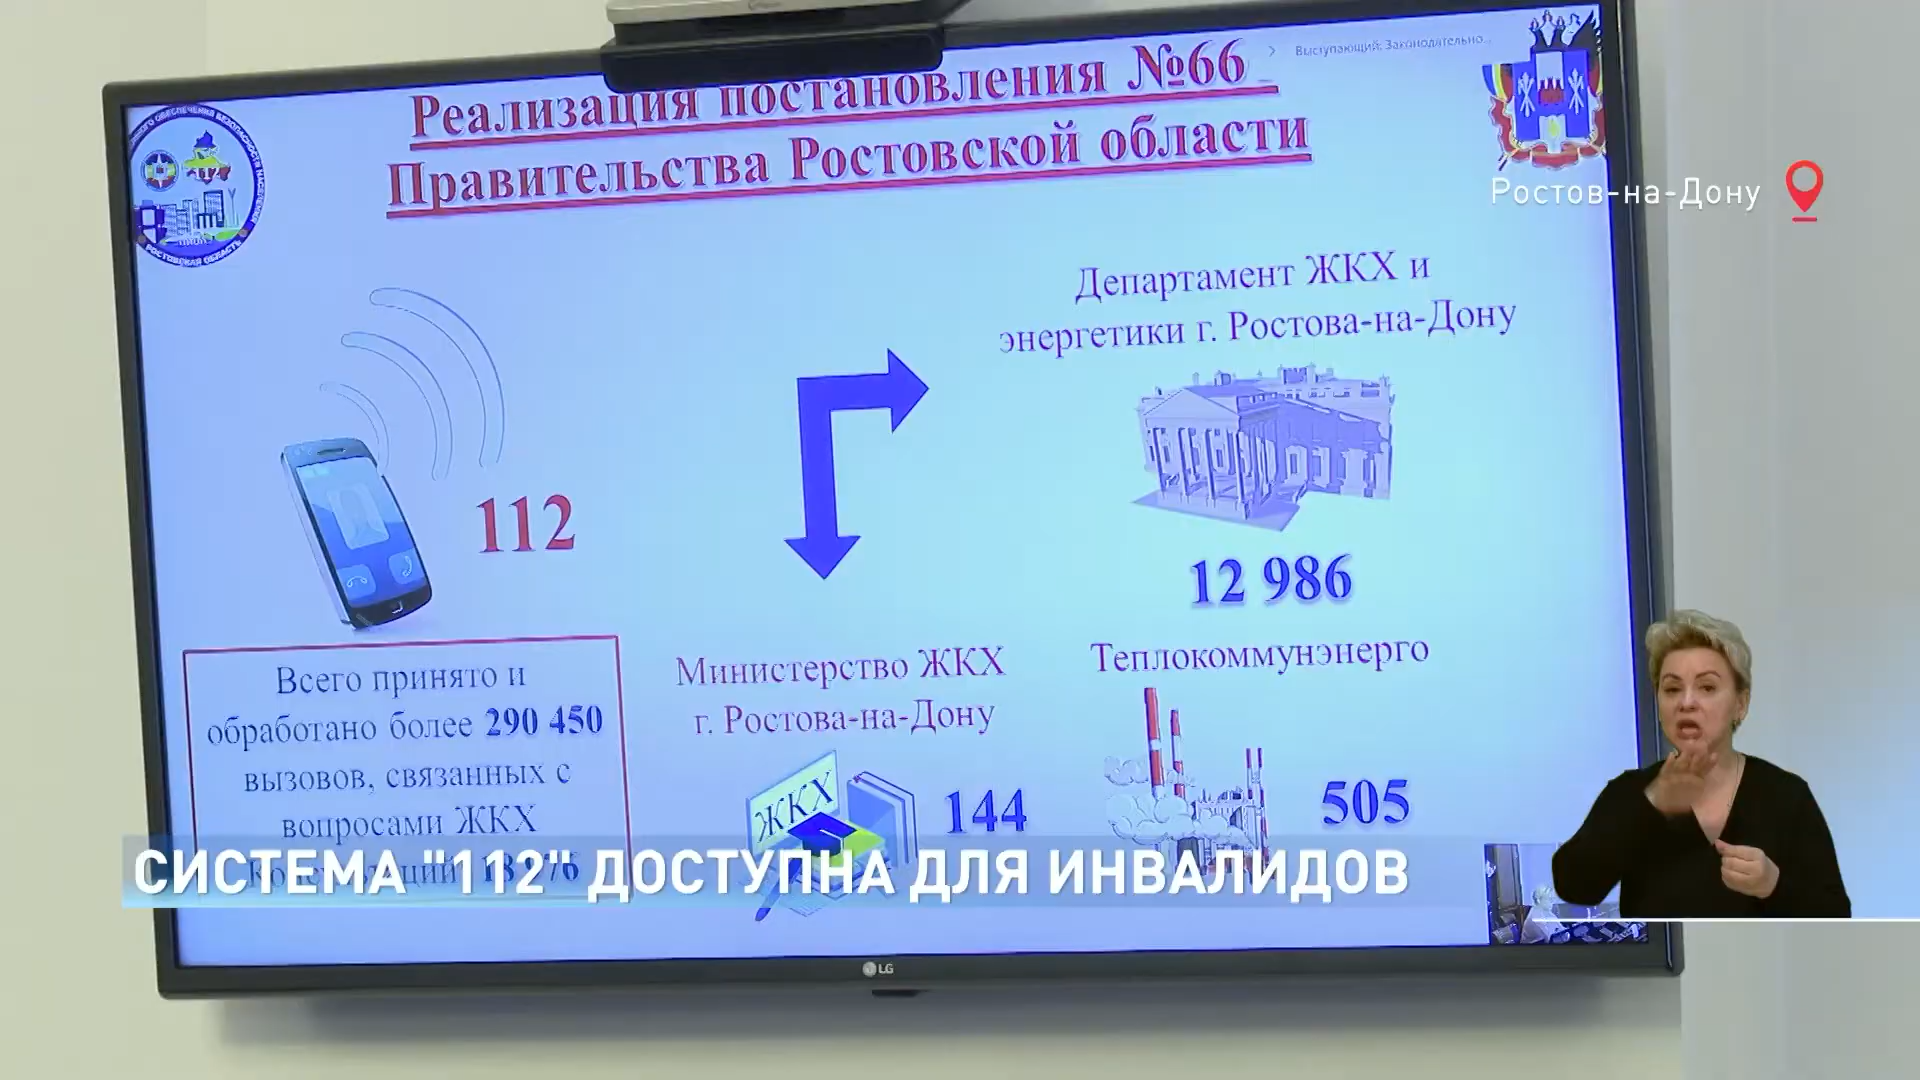 Выступающий: Законодательно...
Реализация постановления №66
Правительства Ростовской области
РОСТОВСКАЯ ОБЛАСТЬ
Ростов-на-Дону
Департамент ЖКХ и
энергетики г. Ростова-на-Дону
12 986
112
Всего принято и
обработано более 290 450
вызовов, связанных с
вопросами ЖКХ
Министерство ЖКХ
г. Ростова-на-Дону
ЖКХ
144
Теплокоммунэнерго
505
СИСТЕМА "112" ДОСТУПНА ДЛЯ ИНВАЛИДОВ
LG